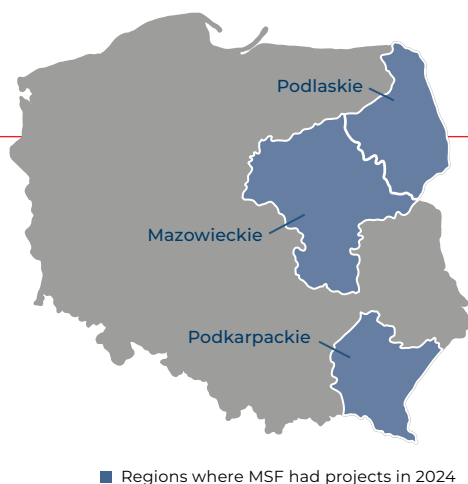 Podlaskie
Mazowieckie
Podkarpackie
Regions where MSF had projects in 2024